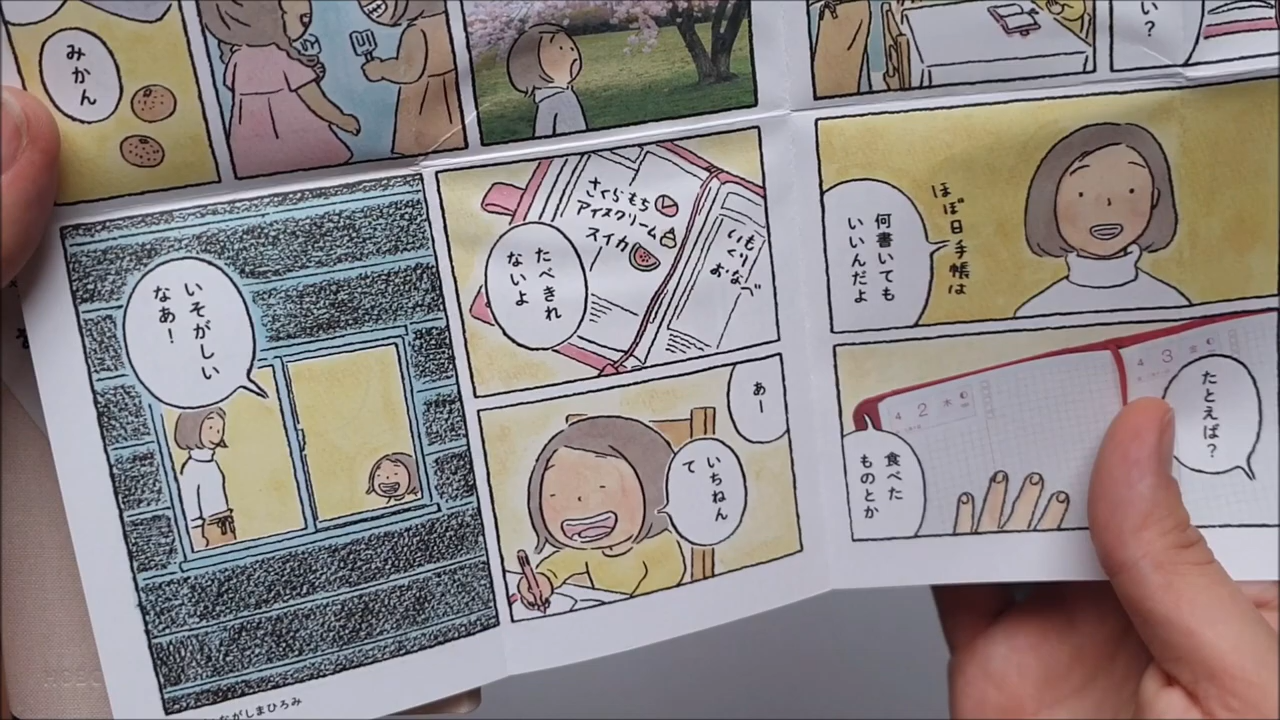 い?
みかん
ほぼ日手帳は
何書いても
いいんだよ
たとえば?
4 2 水
4 3 金
食べた
ものとか
さくらもち
アイスクリーム
スイカ
いも
くり
おなべ
たべきれ
ないよ
あー
いちねん
て
いそがしい
なあ!
ながしまひろみ
HOBO